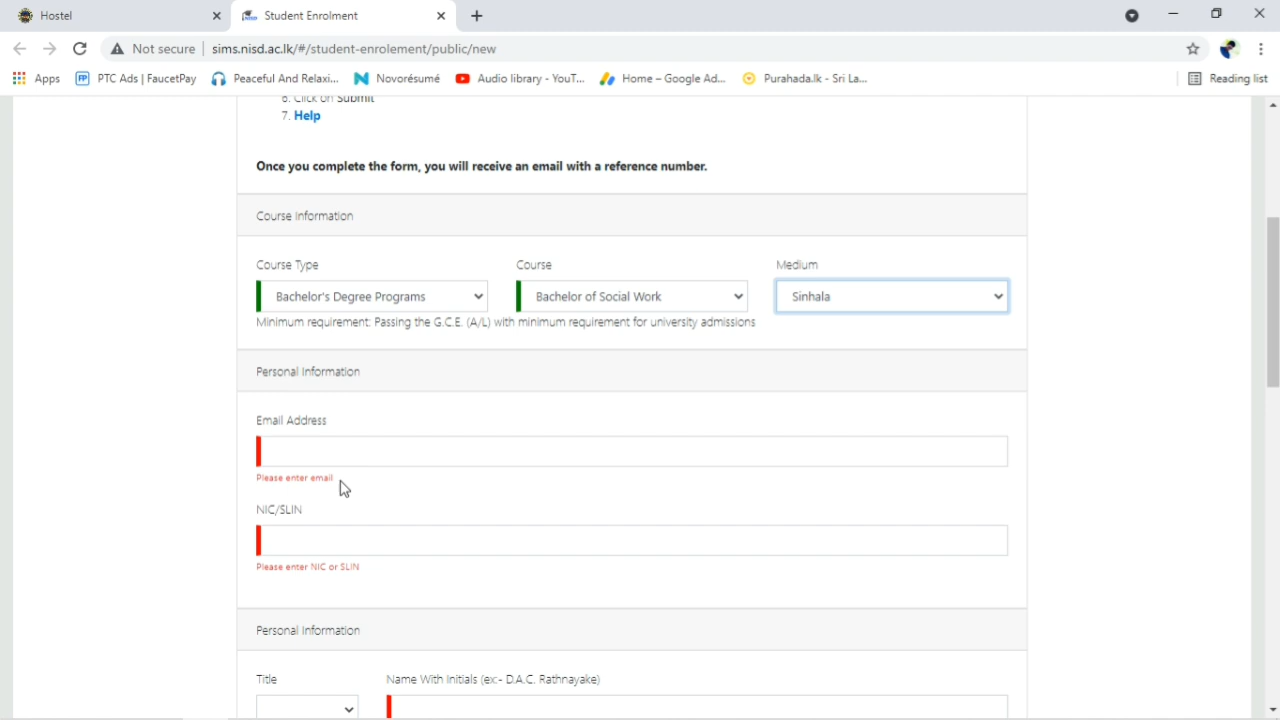 Hostel
Student Enrolment
Not secure
sims.nisd.ac.lk/#/student-enrolement/public/new
Apps
PTC Ads | FaucetPay
Peaceful And Relaxi...
Novorésumé
Audio library - YouT...
Home – Google Ad...
Purahada.lk - Sri La...
Reading list
6. Click on Submit
7. Help
Once you complete the form, you will receive an email with a reference number.
Course Information
Course Type
Course
Medium
Bachelor's Degree Programs
Bachelor of Social Work
Sinhala
Minimum requirement: Passing the G.C.E. (A/L) with minimum requirement for university admissions
Personal Information
Email Address
Please enter email
NIC/SLIN
Please enter NIC or SLIN
Personal Information
Title
Name With Initials (ex:- D.A.C. Rathnayake)